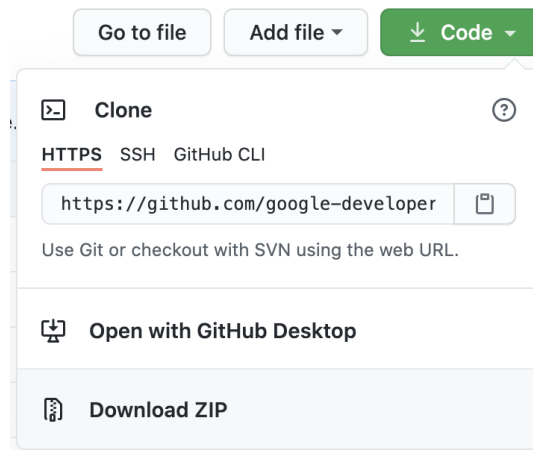 Go to file Add file Code
Clone
HTTPS SSH GitHub CLI
https://github.com/google-developer
Use Git or checkout with SVN using the web URL.
Open with GitHub Desktop
Download ZIP